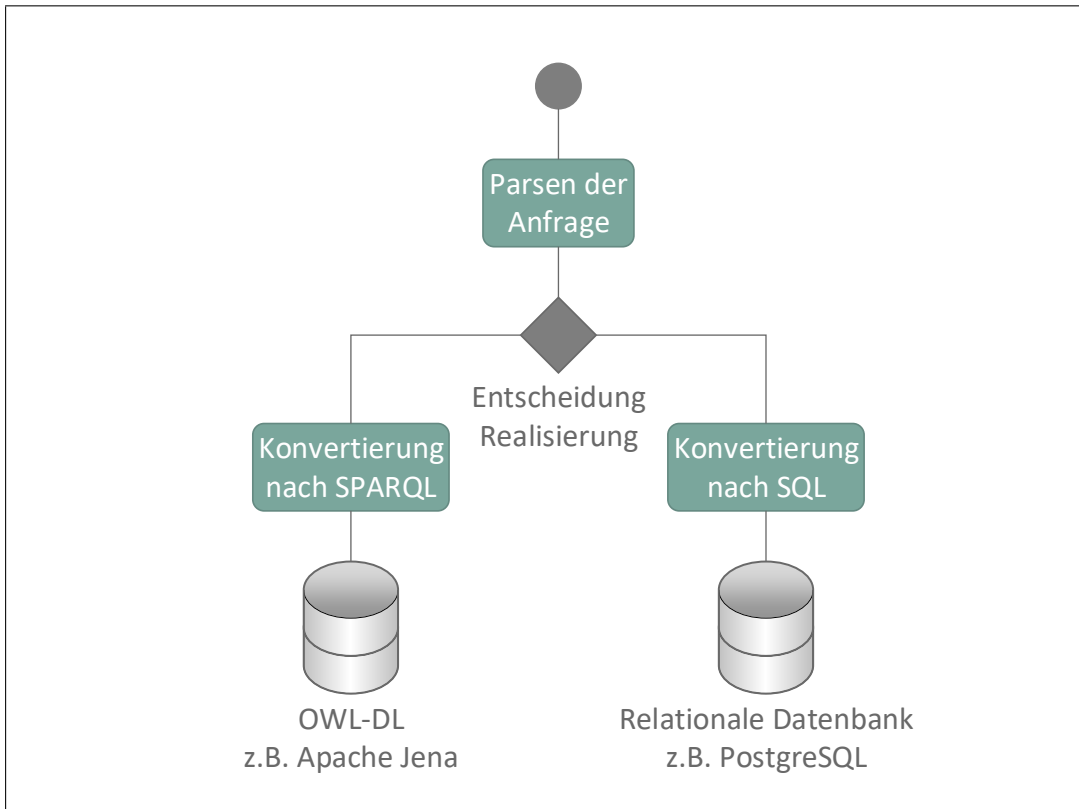 Parsen der
Anfrage
Entscheidung
Realisierung
Konvertierung
nach SPARQL
Konvertierung
nach SQL
OWL-DL
z.B. Apache Jena
Relationale Datenbank
z.B. PostgreSQL